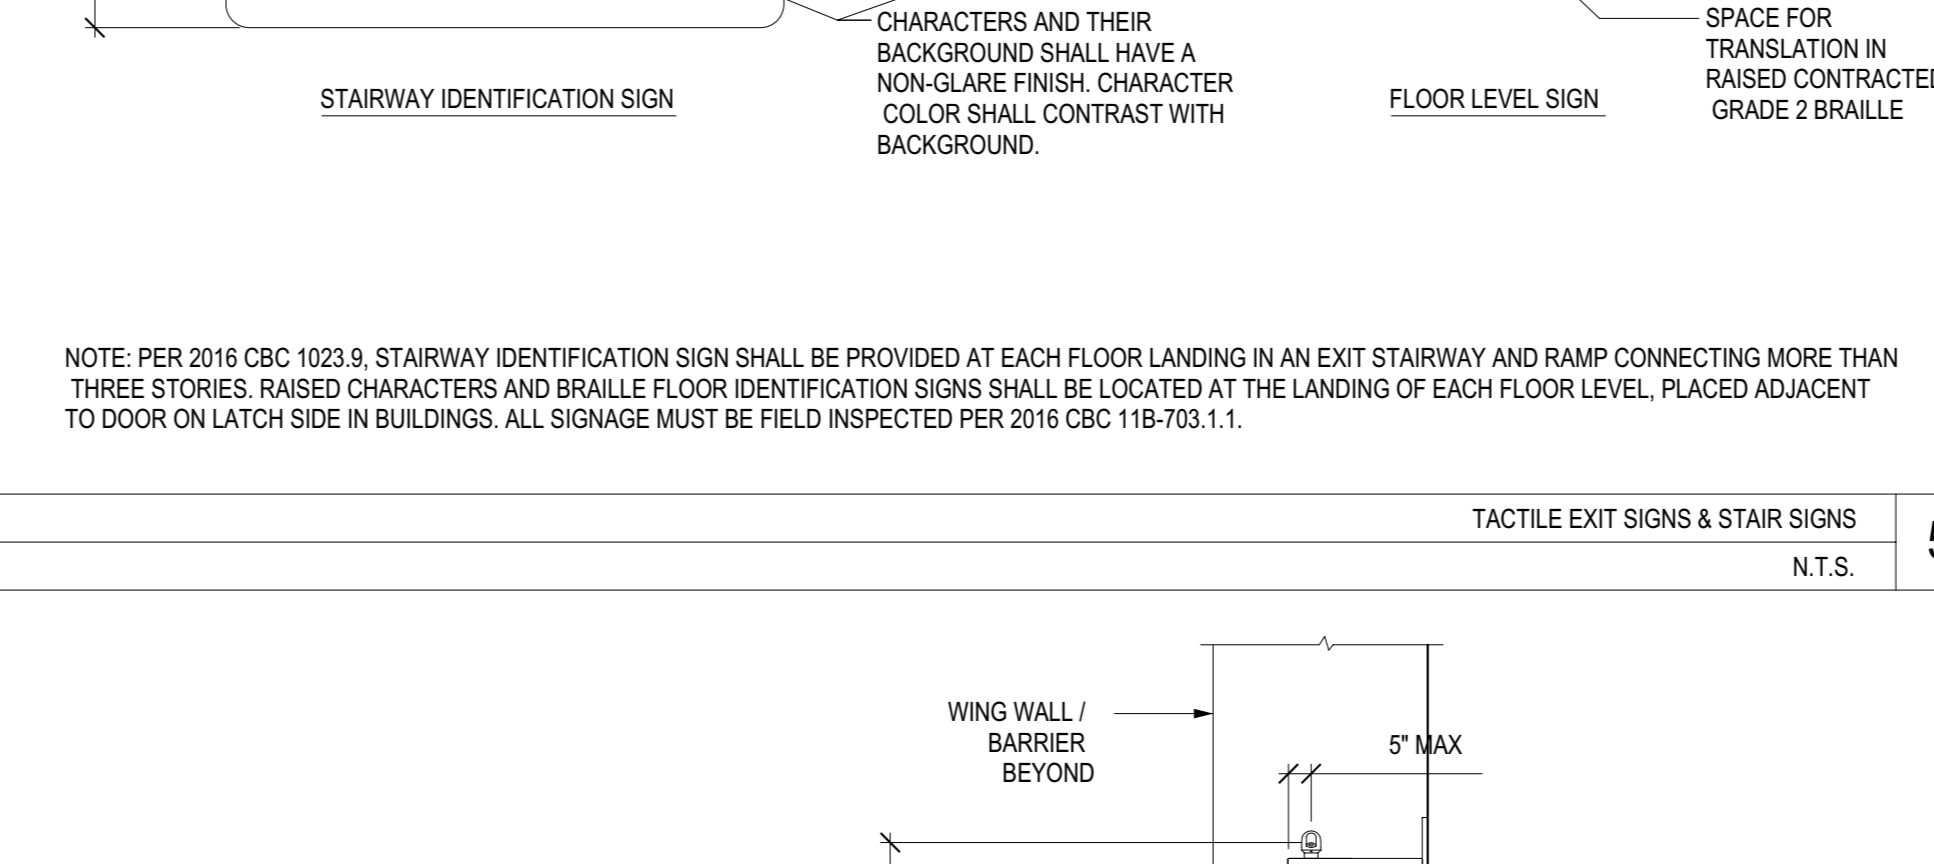 CHARACTERS AND THEIR
BACKGROUND SHALL HAVE A
NON-GLARE FINISH. CHARACTER
COLOR SHALL CONTRAST WITH
BACKGROUND.
STAIRWAY IDENTIFICATION SIGN
SPACE FOR
TRANSLATION IN
RAISED CONTRACTED
GRADE 2 BRAILLE
FLOOR LEVEL SIGN
NOTE: PER 2016 CBC 1023.9, STAIRWAY IDENTIFICATION SIGN SHALL BE PROVIDED AT EACH FLOOR LANDING IN AN EXIT STAIRWAY AND RAMP CONNECTING MORE THAN
THREE STORIES. RAISED CHARACTERS AND BRAILLE FLOOR IDENTIFICATION SIGNS SHALL BE LOCATED AT THE LANDING OF EACH FLOOR LEVEL, PLACED ADJACENT
TO DOOR ON LATCH SIDE IN BUILDINGS. ALL SIGNAGE MUST BE FIELD INSPECTED PER 2016 CBC 11B-703.1.1.
TACTILE EXIT SIGNS & STAIR SIGNS
N.T.S.
WING WALL /
BARRIER
BEYOND
5" MAX